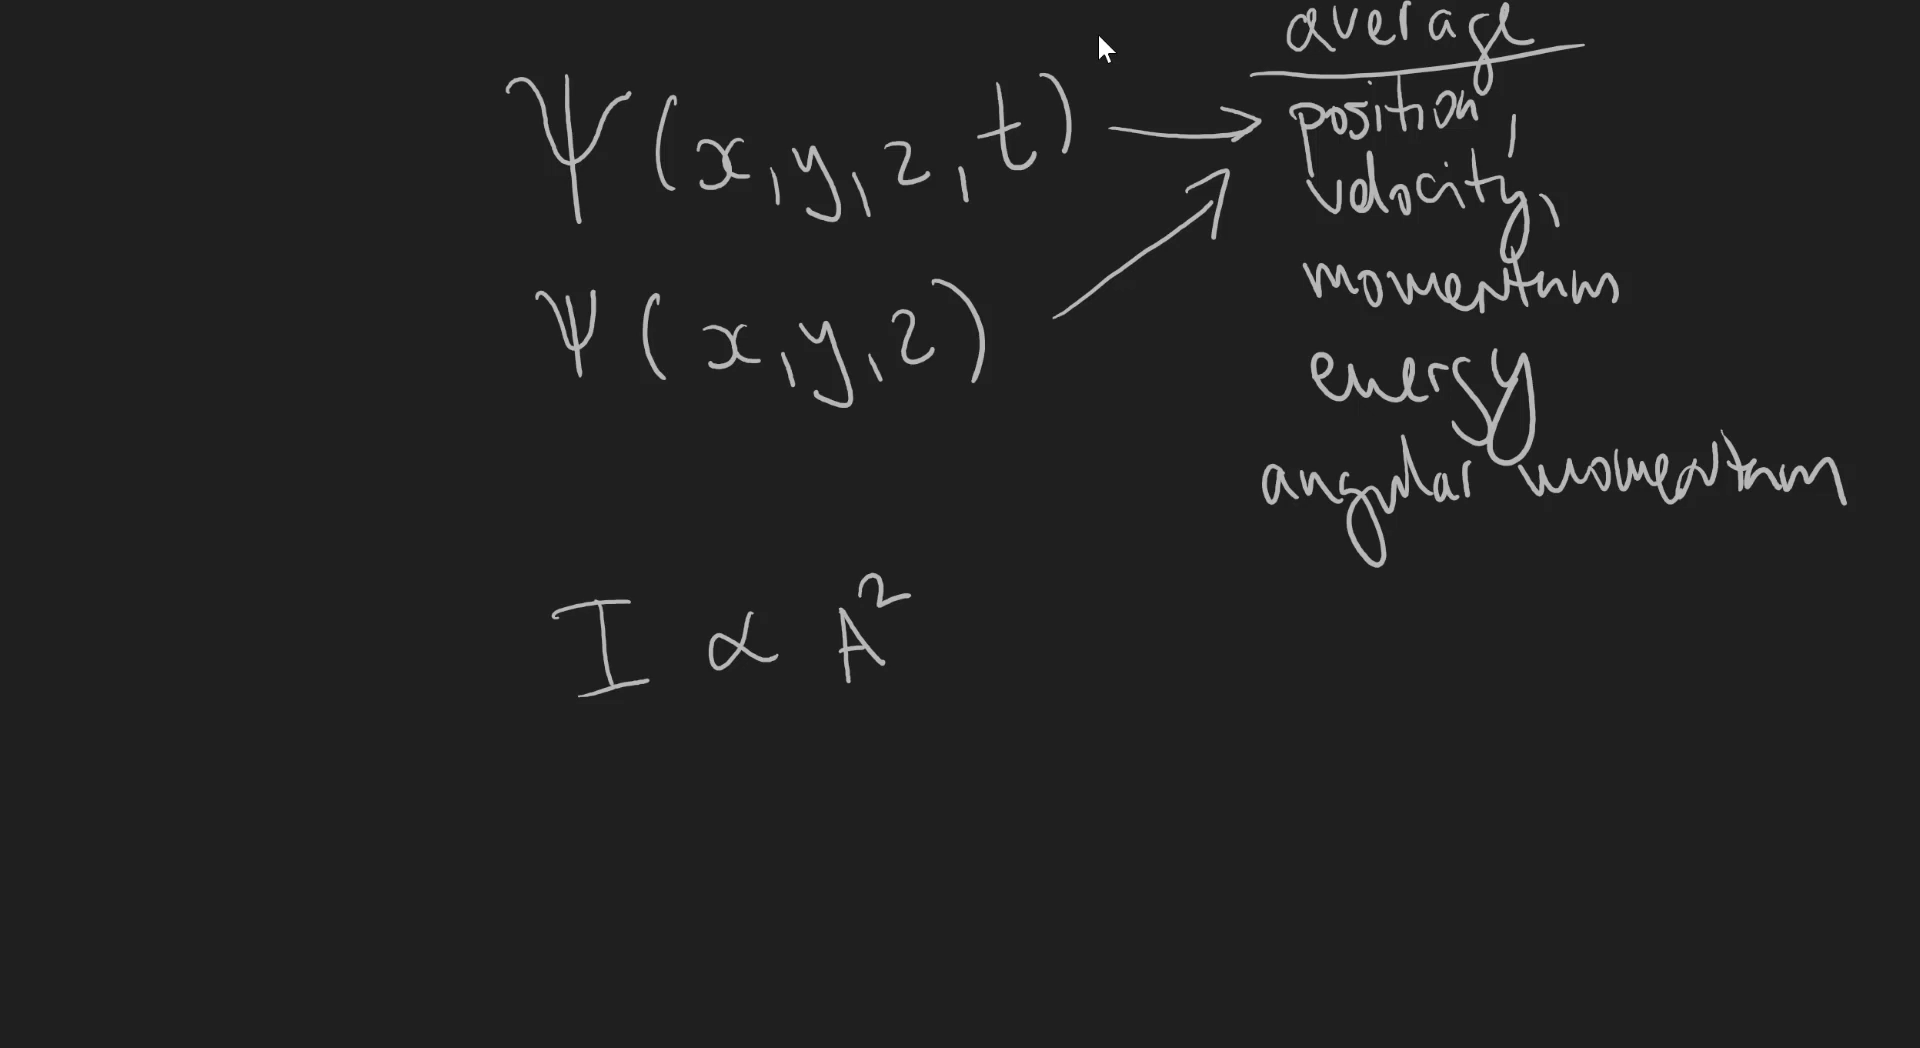 average
Ψ(x,y,z,t) → position,
velocity,
ψ(x,y,z)
momentum
energy
angular momentum
I ∝ A²